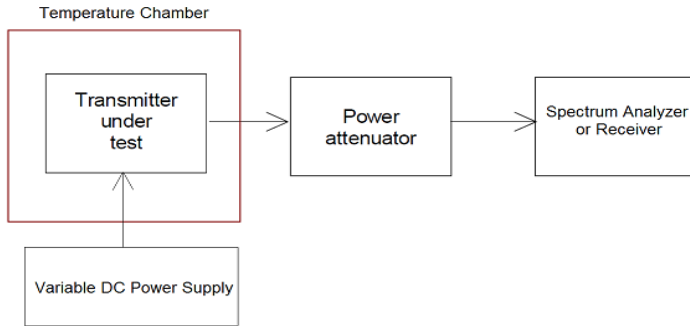 Temperature Chamber
Transmitter
under
test
Power
attenuator
Spectrum Analyzer
or Receiver
Variable DC Power Supply